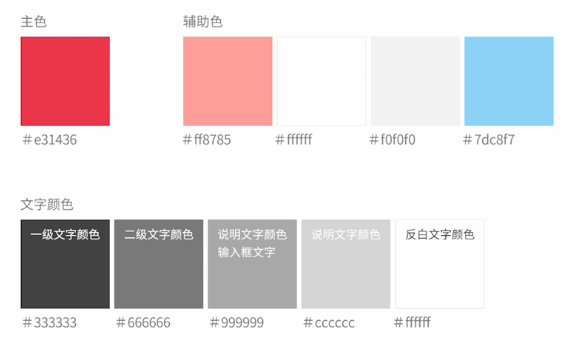 主色
辅助色
#e31436
#ff8785
#ffffff
#f0f0f0
#7dc8f7
文字颜色
一级文字颜色
二级文字颜色
说明文字颜色
输入框文字
说明文字颜色
反白文字颜色
#333333
#666666
#999999
#cccccc
#ffffff